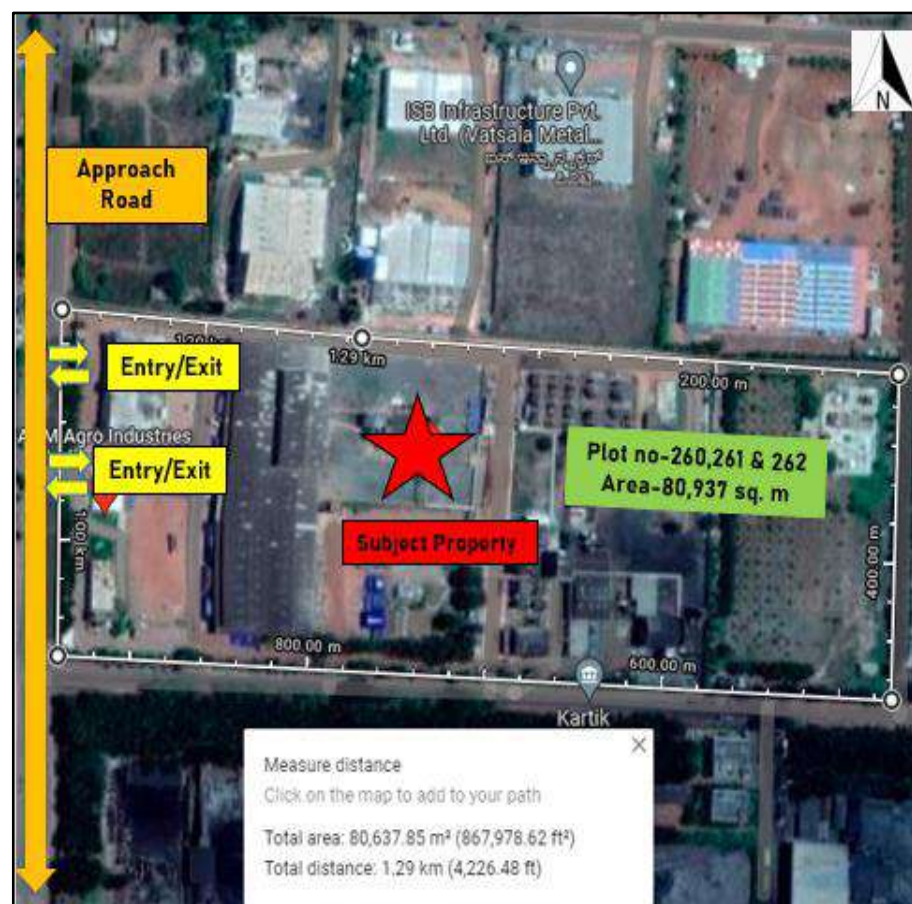 N
ISB Infrastructure Pvt.
Ltd. (Vatsala Metal...
Approach
Road
1.29 km
200.00 m
Entry/Exit
Agro Industries
Entry/Exit
Plot no-260,261 & 262
Area-80,937 sq. m
Subject Property
1.00 km
400.00 m
800.00 m
600.00 m
Kartik
Measure distance
Click on the map to add to your path
Total area: 80,637.85 m² (867,978.62 ft²)
Total distance: 1.29 km (4,226.48 ft)